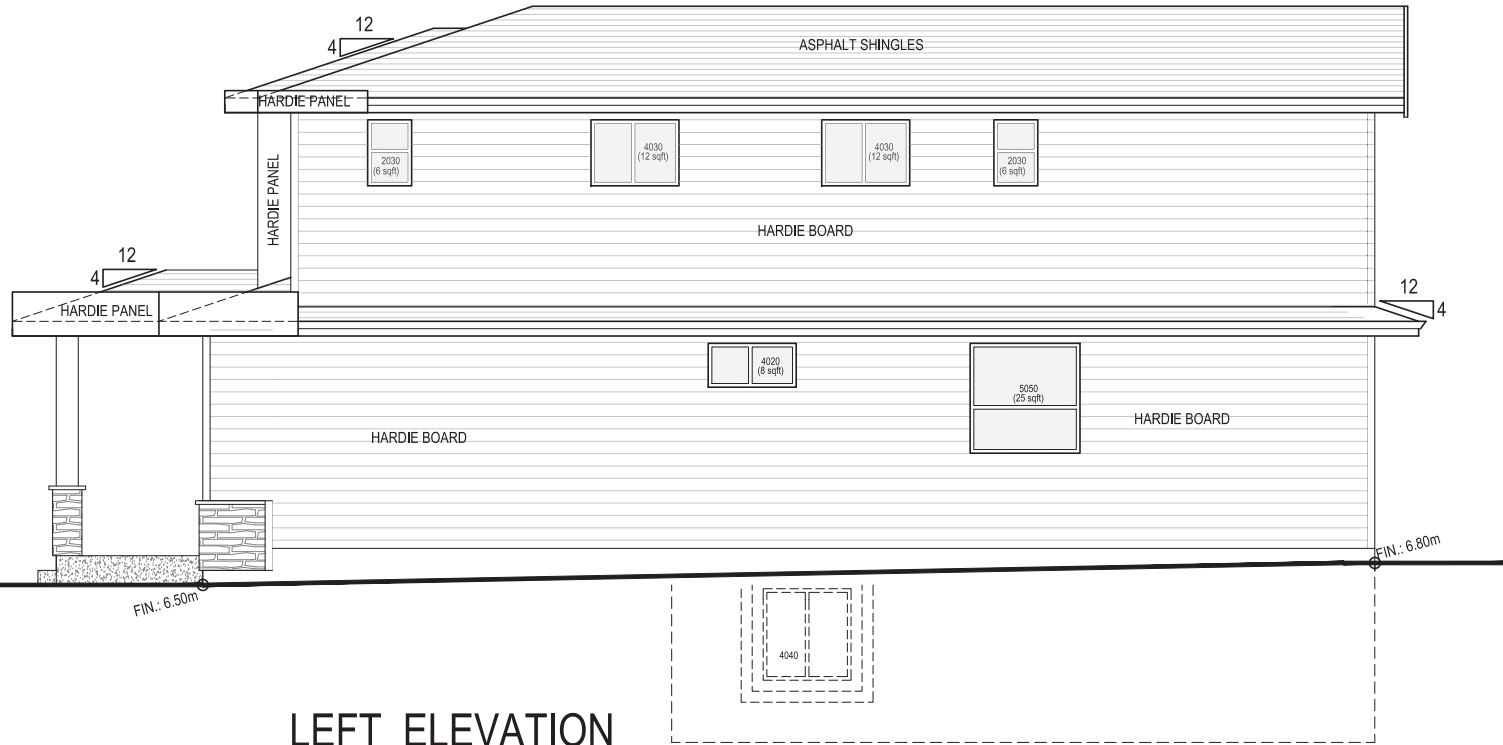 12
4
ASPHALT SHINGLES
HARDIE PANEL
2030
(6 sqft)
4030
(12 sqft)
4030
(12 sqft)
2030
(6 sqft)
HARDIE PANEL
HARDIE BOARD
12
4
HARDIE PANEL
12
4
4020
(8 sqft)
5050
(25 sqft)
HARDIE BOARD
HARDIE BOARD
FIN.: 6.80m
FIN.: 6.50m
4040
LEFT ELEVATION